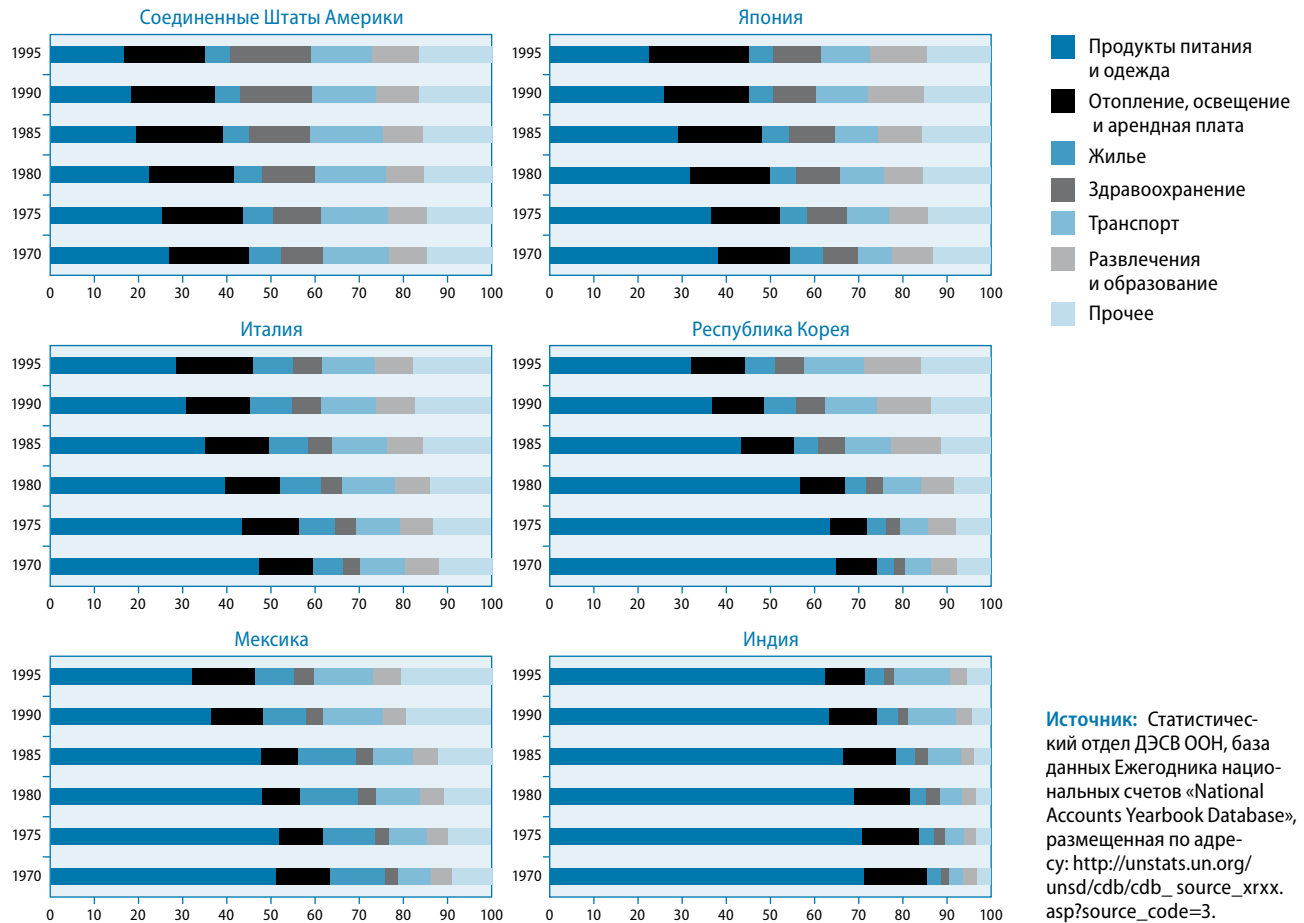 Соединенные Штаты Америки
1995
1990
1985
1980
1975
1970
0 10 20 30 40 50 60 70 80 90 100
Япония
1995
1990
1985
1980
1975
1970
0 10 20 30 40 50 60 70 80 90 100
Продукты питания
и одежда
Отопление, освещение
и арендная плата
Жилье
Здравоохранение
Транспорт
Развлечения
и образование
Прочее
Италия
1995
1990
1985
1980
1975
1970
0 10 20 30 40 50 60 70 80 90 100
Республика Корея
1995
1990
1985
1980
1975
1970
0 10 20 30 40 50 60 70 80 90 100
Мексика
1995
1990
1985
1980
1975
1970
0 10 20 30 40 50 60 70 80 90 100
Индия
1995
1990
1985
1980
1975
1970
0 10 20 30 40 50 60 70 80 90 100
Источник: Статистичес-
кий отдел ДЭСВ ООН, база
данных Ежегодника нацио-
нальных счетов «National
Accounts Yearbook Database»,
размещенная по адре-
су: http://unstats.un.org/
unsd/cdb/cdb_ source_xrxx.
asp?source_code=3.